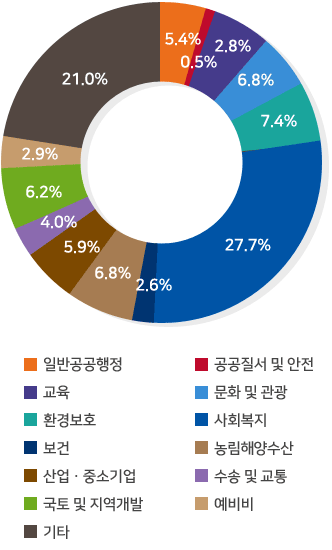 5.4%
0.5%
2.8%
6.8%
7.4%
27.7%
2.6%
6.8%
5.9%
4.0%
6.2%
2.9%
21.0%
일반공공행정 공공질서 및 안전
교육 문화 및 관광
환경보호 사회복지
보건 농림해양수산
산업 · 중소기업 수송 및 교통
국토 및 지역개발 예비비
기타